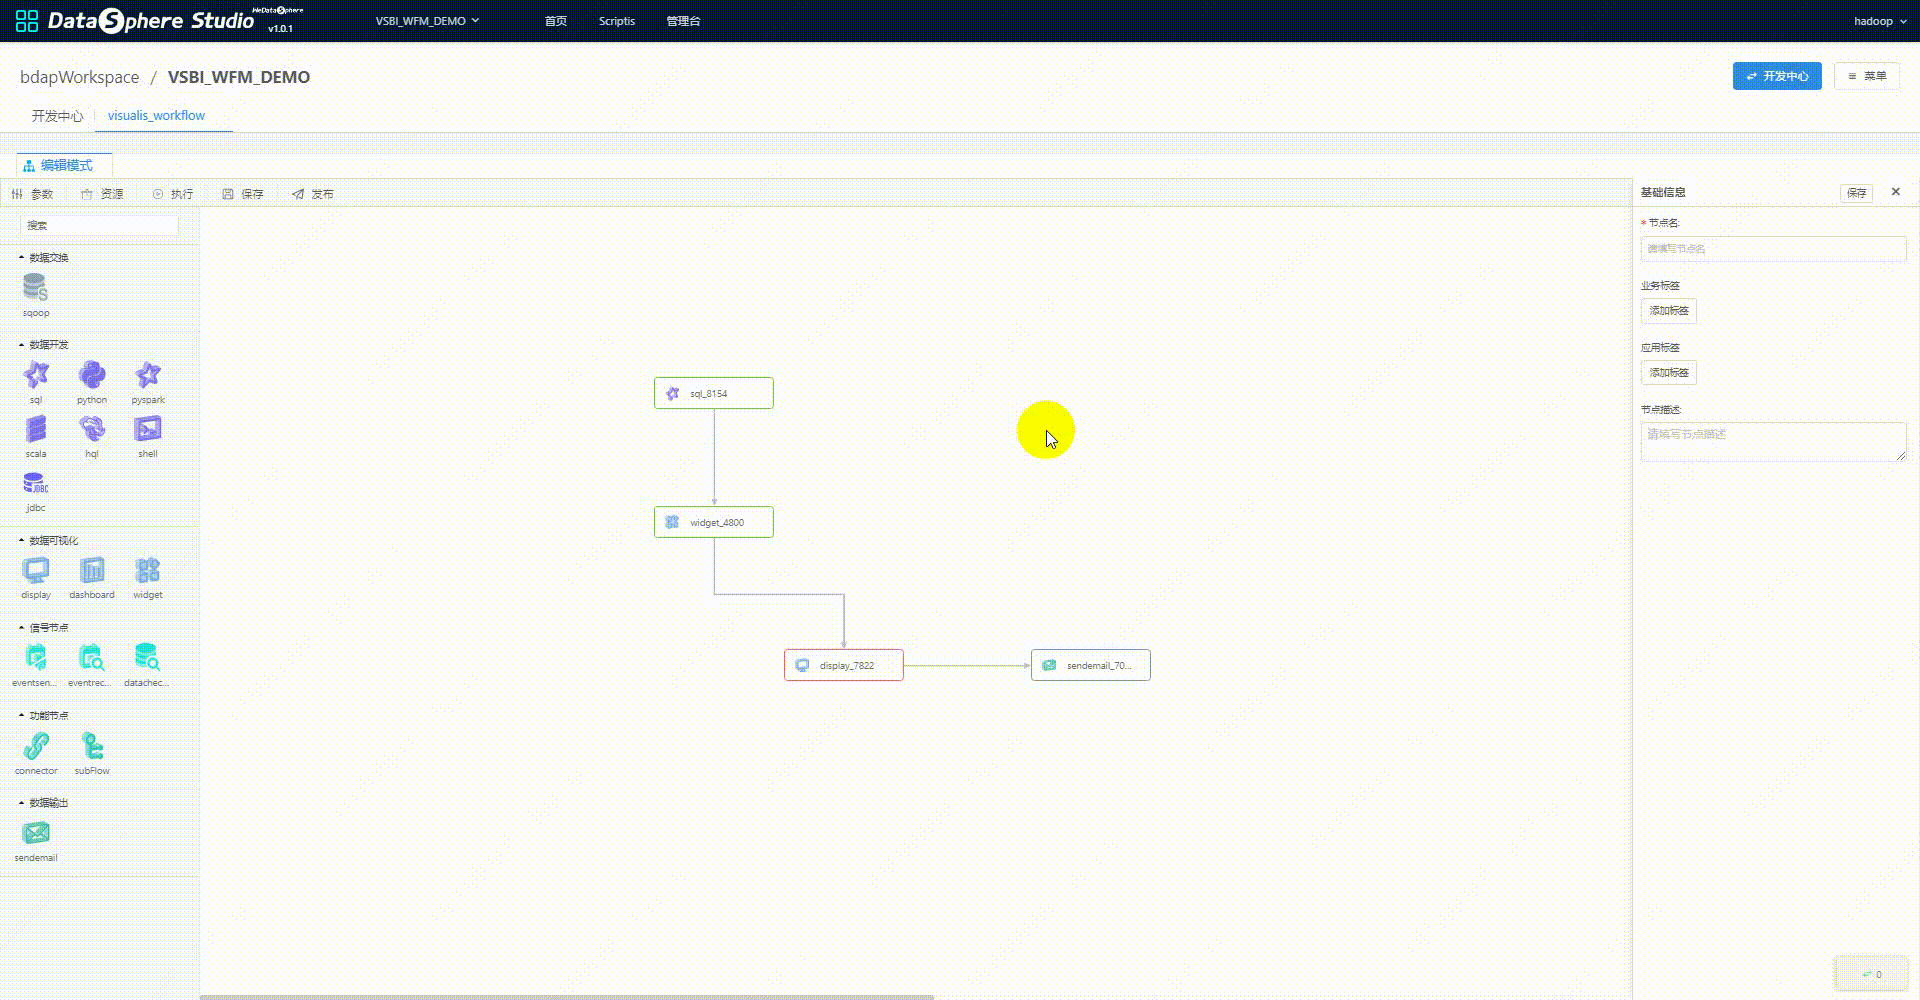 DataSphere Studio
WeDataSphere
v1.0.1
VSBI_WFM_DEMO
首页
Scriptis
管理台
hadoop
bdapWorkspace / VSBI_WFM_DEMO
开发中心
菜单
开发中心
visualis_workflow
编辑模式
参数
资源
执行
保存
发布
基础信息
保存
搜索
* 节点名:
请填写节点名
数据交换
sqoop
业务标签
添加标签
数据开发
应用标签
添加标签
sql
python
pyspark
节点描述:
请填写节点描述
scala
hql
shell
jdbc
sql_8154
widget_4800
display_7822
sendemail_70...
数据可视化
display
dashboard
widget
信号节点
eventsen...
eventrec...
datachec...
功能节点
connector
subFlow
数据输出
sendemail
0